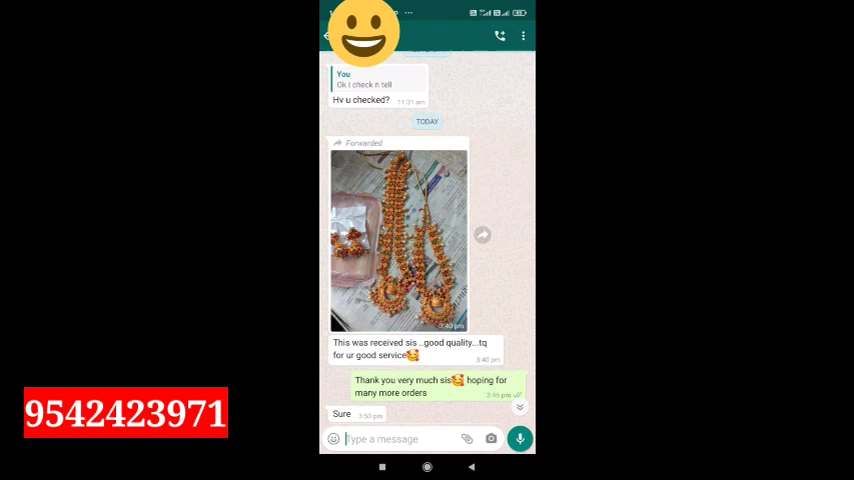 You
Ok I check n tell
Hv u checked?
11:31 am
TODAY
Forwarded
3:40 pm
This was received sis ..good quality...tq
for ur good service🥰
3:40 pm
Thank you very much sis🥰 hoping for
many more orders
3:46 pm
Sure
3:50 pm
Type a message
9542423971